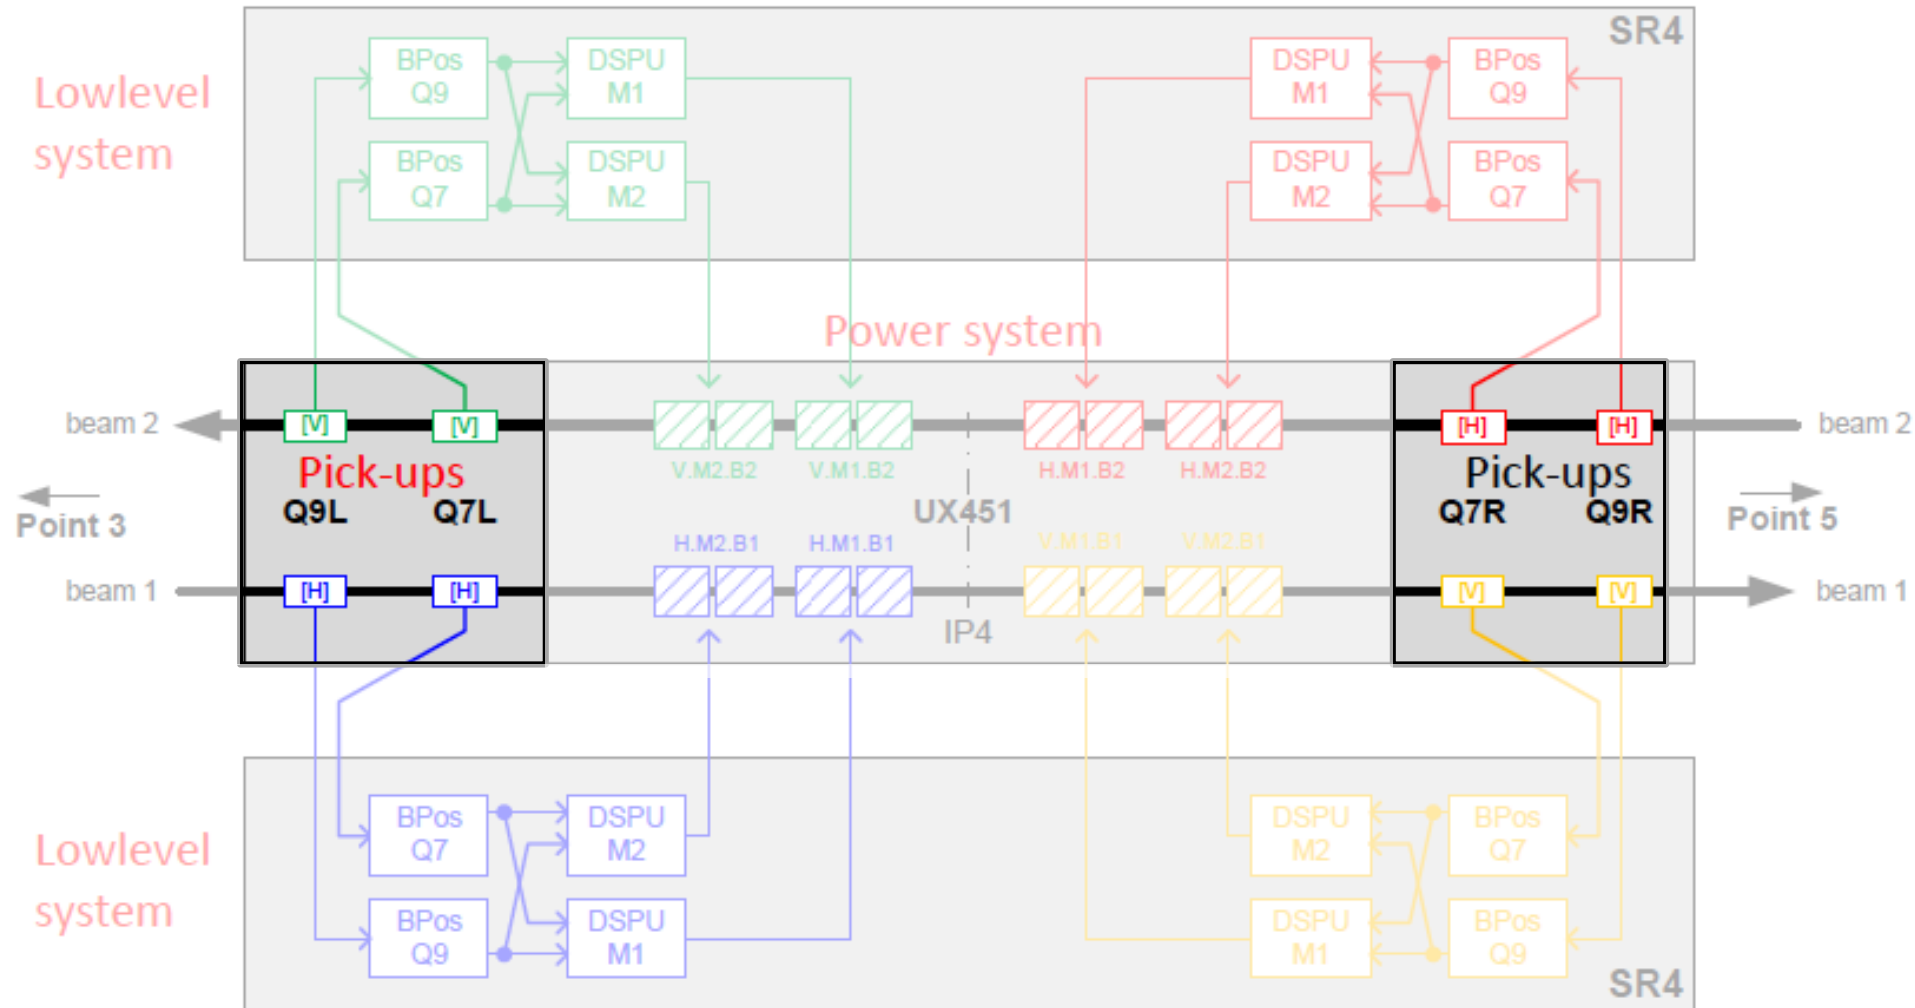 SR4
Lowlevel
system
BPos
Q9
DSPU
M1
DSPU
M1
BPos
Q9
BPos
Q7
DSPU
M2
DSPU
M2
BPos
Q7
Power system
beam 2
[V]
[V]
[H]
[H]
beam 2
Pick-ups
Q9L
Q7L
V.M2.B2
V.M1.B2
H.M1.B2
H.M2.B2
Pick-ups
Q7R
Q9R
Point 3
UX451
Point 5
H.M2.B1
H.M1.B1
V.M1.B1
V.M2.B1
beam 1
[H]
[H]
[V]
[V]
beam 1
IP4
Lowlevel
system
BPos
Q7
DSPU
M2
DSPU
M2
BPos
Q7
BPos
Q9
DSPU
M1
DSPU
M1
BPos
Q9
SR4